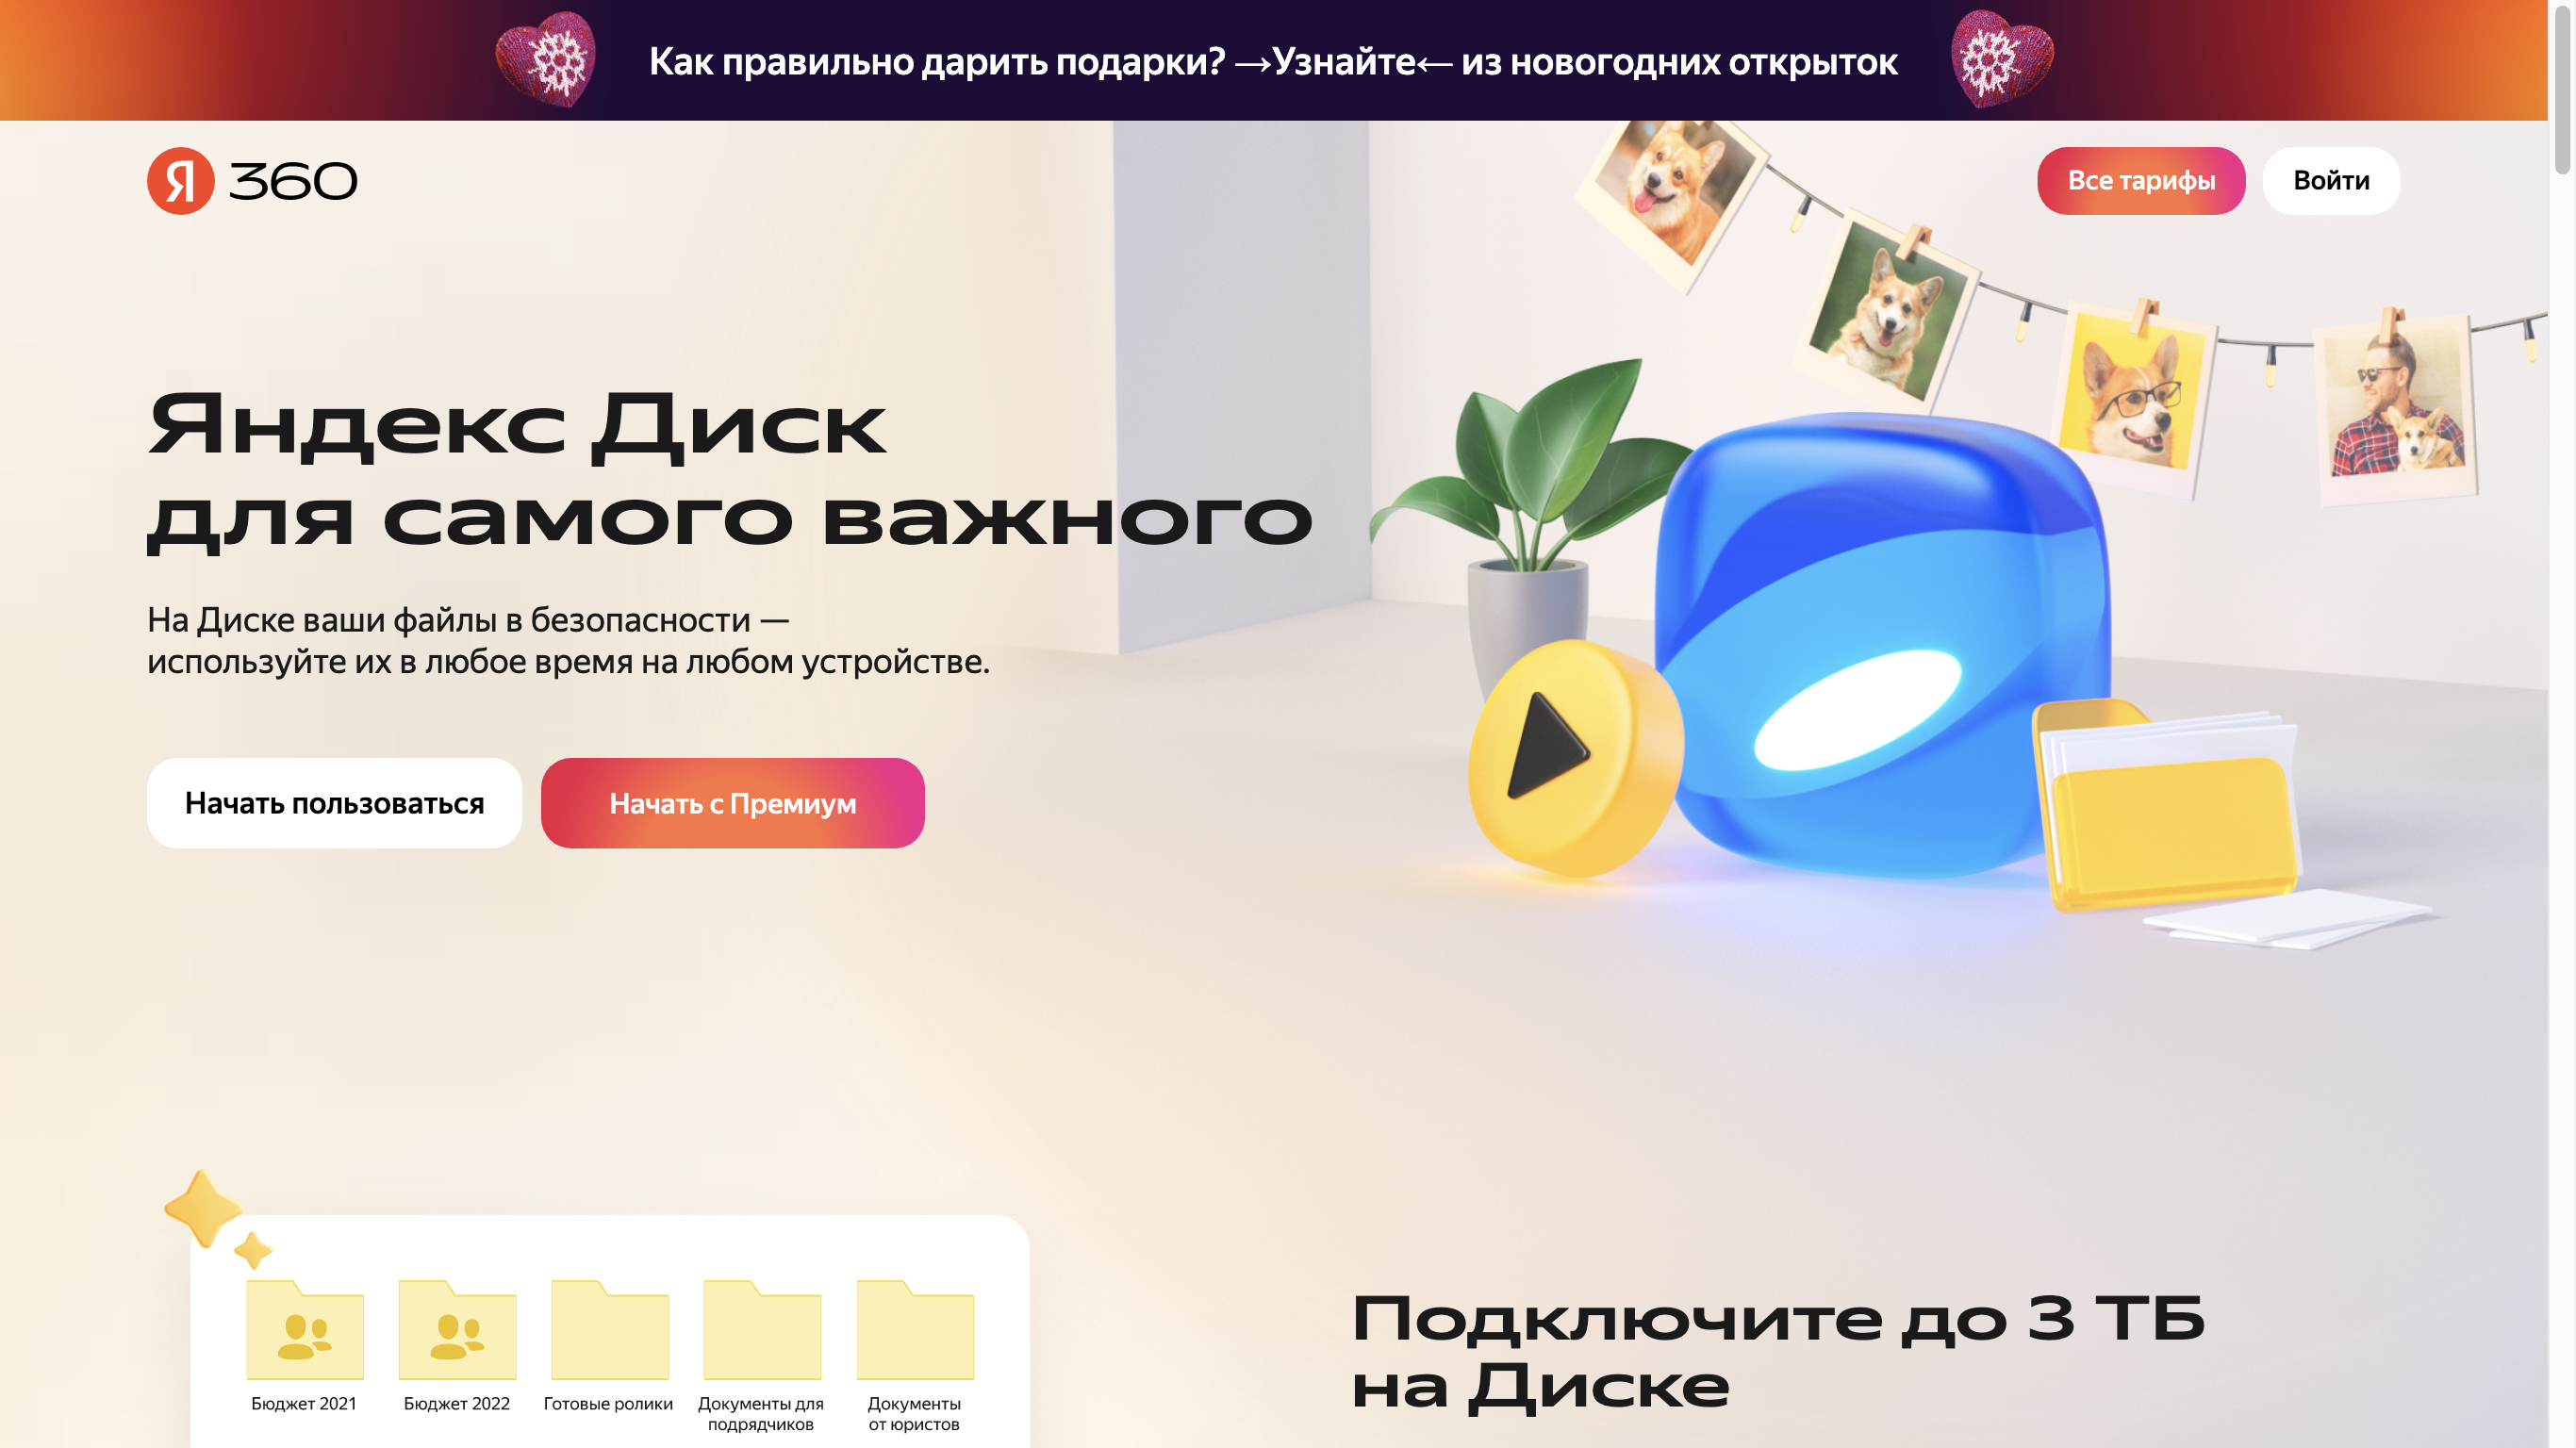 Как правильно дарить подарки? →Узнайте← из новогодних открыток
Я 360
Все тарифы
Войти
Яндекс Диск
для самого важного
На Диске ваши файлы в безопасности —
используйте их в любое время на любом устройстве.
Начать пользоваться
Начать с Премиум
Бюджет 2021
Бюджет 2022
Готовые ролики
Документы для
подрядчиков
Документы
от юристов
Подключите до 3 ТБ
на Диске